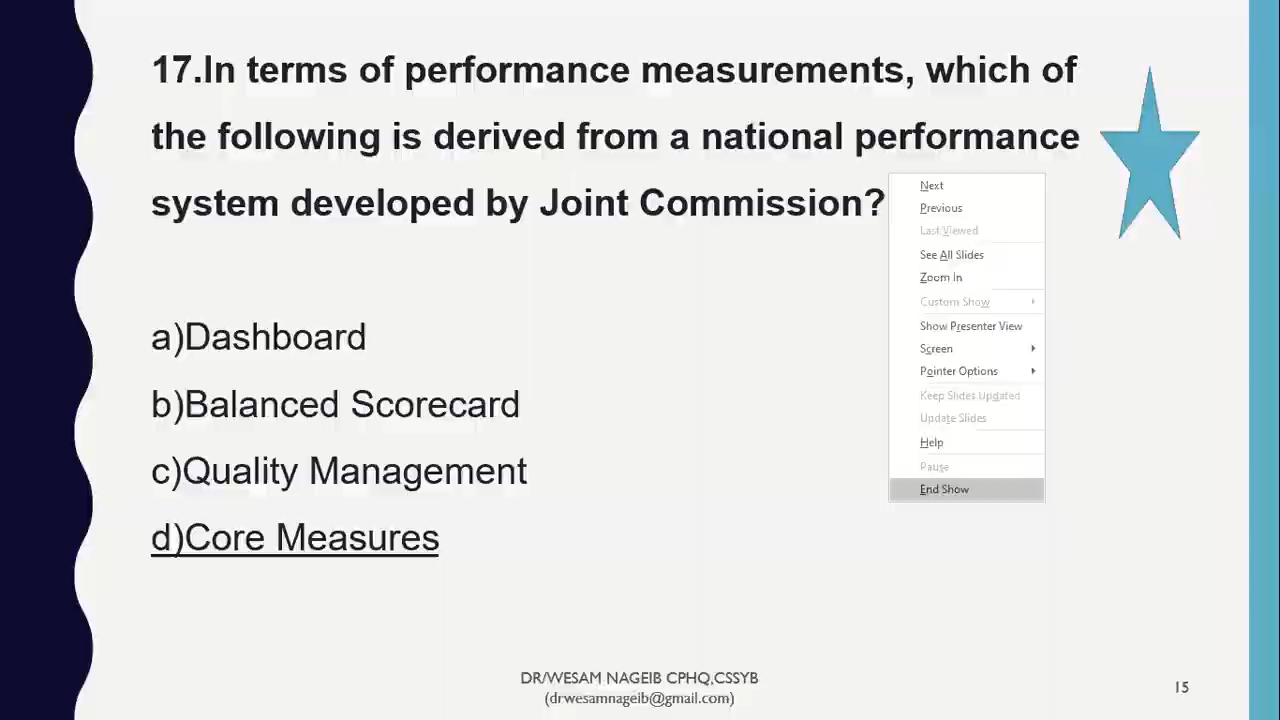 17.In terms of performance measurements, which of
the following is derived from a national performance
system developed by Joint Commission?
a)Dashboard
b)Balanced Scorecard
c)Quality Management
d)Core Measures
Next
Previous
Last Viewed
See All Slides
Zoom In
Custom Show
Show Presenter View
Screen
Pointer Options
Keep Slides Updated
Update Slides
Help
Pause
End Show
DR/WESAM NAGEIB CPHQ,CSSYB
(drwesamnageib@gmail.com)
15